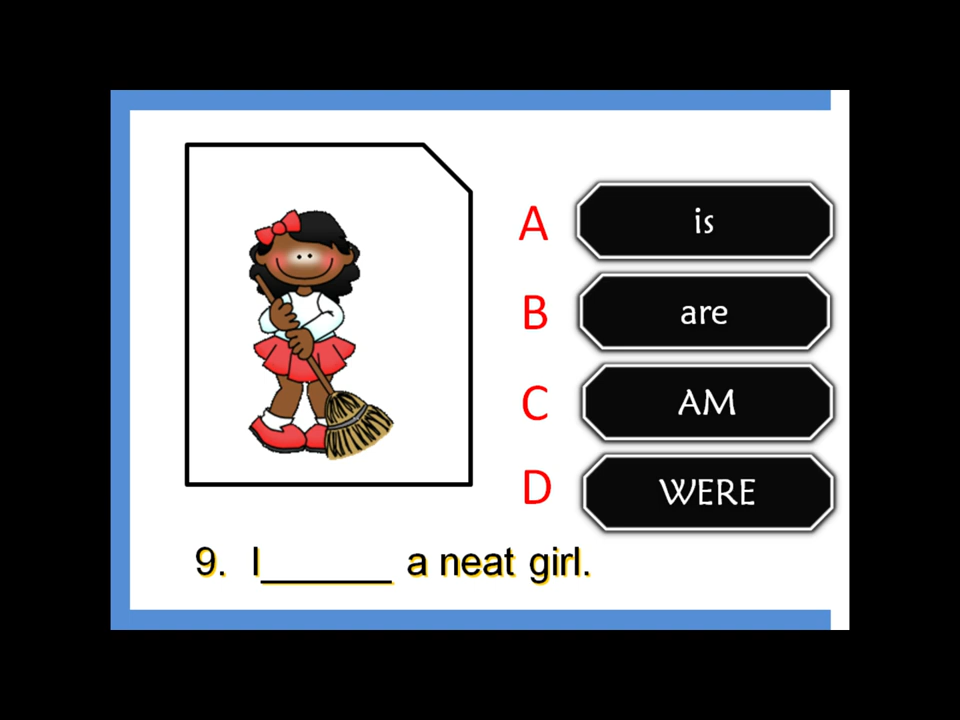 A is
B are
C AM
D WERE
9. I______ a neat girl.